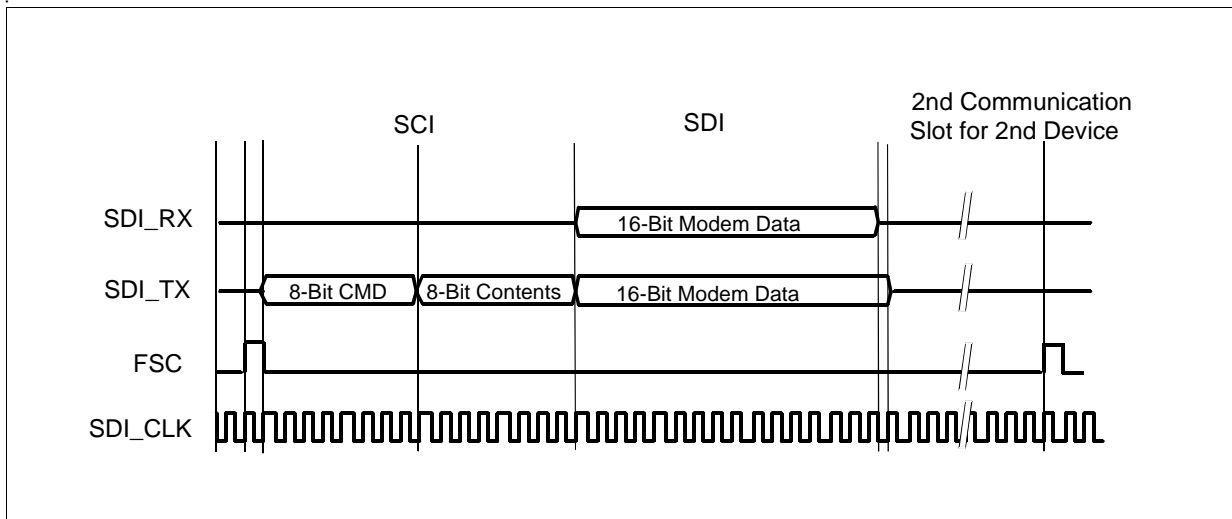 SCI
SDI
2nd Communication
Slot for 2nd Device
SDI_RX
16-Bit Modem Data
SDI_TX
8-Bit CMD
8-Bit Contents
16-Bit Modem Data
FSC
SDI_CLK